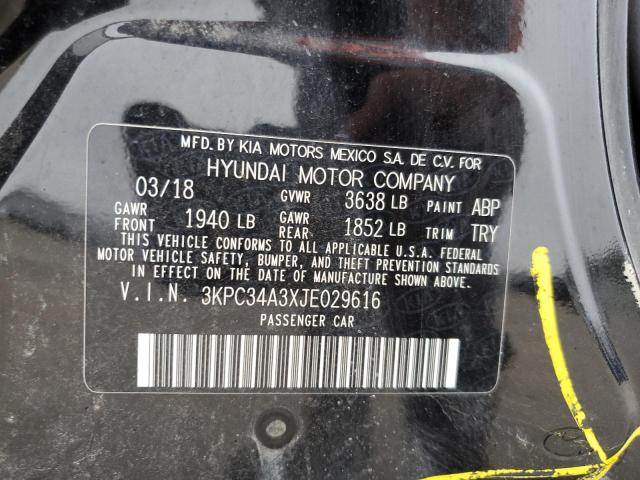 MFD. BY KIA MOTORS MEXICO S.A. DE C.V. FOR
HYUNDAI MOTOR COMPANY
03/18 GVWR 3638 LB PAINT ABP
GAWR FRONT 1940 LB GAWR REAR 1852 LB TRIM TRY
THIS VEHICLE CONFORMS TO ALL APPLICABLE U.S.A. FEDERAL
MOTOR VEHICLE SAFETY, BUMPER, AND THEFT PREVENTION STANDARDS
IN EFFECT ON THE DATE OF MANUFACTURE SHOWN ABOVE.
V.I.N. 3KPC34A3XJE029616
PASSENGER CAR